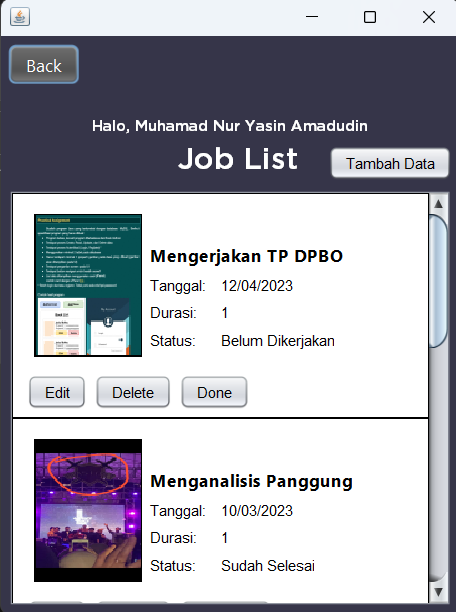 Back
Halo, Muhamad Nur Yasin Amadudin
Job List
Tambah Data
Mengerjakan TP DPBO
Tanggal: 12/04/2023
Durasi: 1
Status: Belum Dikerjakan
Edit Delete Done
Menganalisis Panggung
Tanggal: 10/03/2023
Durasi: 1
Status: Sudah Selesai